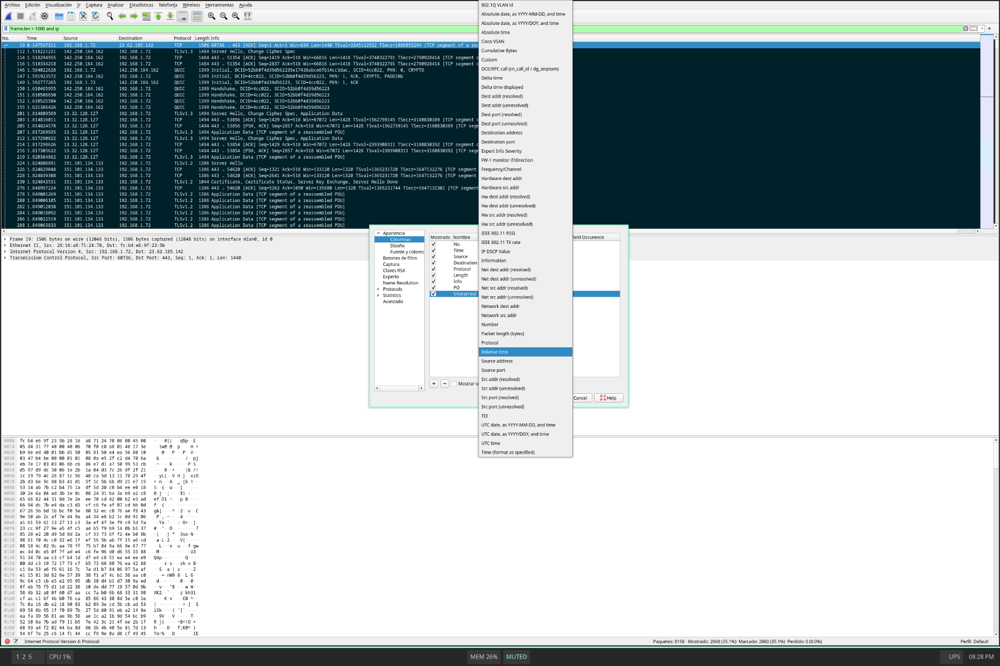 Archivo Edición Visualización Ir Captura Analizar Estadísticas Telefonía Wireless Herramientas Ayuda
frame.len > 1000 and ip
No. Time Source Destination Protocol Length Info
19 0.147597311 192.168.1.72 23.62.185.142 TCP 1506 60736 → 443 [ACK] Seq=1 Ack=1 Win=839 Len=1440 TSval=3845112532 TSecr=1886055294 [TCP segment of a rea
112 1.518221221 142.250.184.162 192.168.1.72 TLSv1.3 1484 Server Hello, Change Cipher Spec
114 1.518294955 142.250.184.162 192.168.1.72 TCP 1484 443 → 51354 [ACK] Seq=1419 Ack=518 Win=66816 Len=1418 TSval=3740322791 TSecr=2790928414 [TCP segment o
116 1.518334218 142.250.184.162 192.168.1.72 TCP 1484 443 → 51354 [ACK] Seq=2837 Ack=518 Win=66816 Len=1418 TSval=3740322791 TSecr=2790928414 [TCP segment o
146 1.584022628 192.168.1.72 142.250.184.162 QUIC 1399 Initial, DCID=52bb0f4d39d562235e17438abce6fb14cc3dac, SCID=4cc022, PKN: 0, CRYPTO
147 1.591923572 142.250.184.162 192.168.1.72 QUIC 1399 Initial, DCID=4cc022, SCID=52bb0f4d39d56223, PKN: 1, ACK, CRYPTO, PADDING
149 1.592777265 192.168.1.72 142.250.184.162 QUIC 1399 Initial, DCID=52bb0f4d39d56223, SCID=4cc022, PKN: 1, ACK
150 1.610465955 142.250.184.162 192.168.1.72 QUIC 1399 Handshake, DCID=4cc022, SCID=52bb0f4d39d56223
151 1.610508650 142.250.184.162 192.168.1.72 QUIC 1399 Handshake, DCID=4cc022, SCID=52bb0f4d39d56223
152 1.610525504 142.250.184.162 192.168.1.72 QUIC 1399 Handshake, DCID=4cc022, SCID=52bb0f4d39d56223
155 1.621386426 142.250.184.162 192.168.1.72 QUIC 1399 Handshake, DCID=4cc022, SCID=52bb0f4d39d56223
201 1.814809569 13.32.128.127 192.168.1.72 TLSv1.3 1494 Server Hello, Change Cipher Spec, Application Data
203 1.814816011 13.32.128.127 192.168.1.72 TCP 1494 443 → 53856 [ACK] Seq=1429 Ack=518 Win=67072 Len=1428 TSval=1562759145 TSecr=3180830389 [TCP segment o
205 1.814824578 13.32.128.127 192.168.1.72 TCP 1494 443 → 53856 [PSH, ACK] Seq=2857 Ack=518 Win=67072 Len=1428 TSval=1562759145 TSecr=3180830389 [TCP seg
207 1.817269935 13.32.128.127 192.168.1.72 TLSv1.3 1494 Application Data [TCP segment of a reassembled PDU]
212 1.817290822 13.32.128.127 192.168.1.72 TLSv1.3 1494 Server Hello, Change Cipher Spec, Application Data
214 1.817298626 13.32.128.127 192.168.1.72 TCP 1494 443 → 53854 [ACK] Seq=1429 Ack=518 Win=67072 Len=1428 TSval=2393908311 TSecr=3180830392 [TCP segment o
216 1.817305622 13.32.128.127 192.168.1.72 TCP 1494 443 → 53854 [PSH, ACK] Seq=2857 Ack=518 Win=67072 Len=1428 TSval=2393908311 TSecr=3180830392 [TCP seg
219 1.820384862 13.32.128.127 192.168.1.72 TLSv1.3 1494 Application Data [TCP segment of a reassembled PDU]
224 1.824808891 151.101.134.133 192.168.1.72 TLSv1.2 1386 Server Hello
226 1.824829048 151.101.134.133 192.168.1.72 TCP 1386 443 → 54620 [ACK] Seq=1321 Ack=518 Win=133120 Len=1320 TSval=1365231720 TSecr=1647132276 [TCP segment
228 1.824839308 151.101.134.133 192.168.1.72 TCP 1386 443 → 54620 [ACK] Seq=2641 Ack=518 Win=133120 Len=1320 TSval=1365231720 TSecr=1647132276 [TCP segment
230 1.824843531 151.101.134.133 192.168.1.72 TLSv1.2 1044 Certificate, Certificate Status, Server Key Exchange, Server Hello Done
276 1.848997224 151.101.134.133 192.168.1.72 TCP 1386 443 → 54620 [ACK] Seq=5263 Ack=1050 Win=135680 Len=1320 TSval=1365231744 TSecr=1647132301 [TCP segment
278 1.849001269 151.101.134.133 192.168.1.72 TLSv1.2 1386 Application Data [TCP segment of a reassembled PDU]
280 1.849006105 151.101.134.133 192.168.1.72 TLSv1.2 1386 Application Data [TCP segment of a reassembled PDU]
282 1.849012038 151.101.134.133 192.168.1.72 TLSv1.2 1386 Application Data [TCP segment of a reassembled PDU]
284 1.849018092 151.101.134.133 192.168.1.72 TLSv1.2 1386 Application Data [TCP segment of a reassembled PDU]
286 1.849022519 151.101.134.133 192.168.1.72 TLSv1.2 1386 Application Data [TCP segment of a reassembled PDU]
288 1.849063833 151.101.134.133 192.168.1.72 TLSv1.2 1386 Application Data [TCP segment of a reassembled PDU]
Frame 19: 1506 bytes on wire (12048 bits), 1506 bytes captured (12048 bits) on interface mlan0, id 0
Ethernet II, Src: 28:16:a8:71:24:70, Dst: fc:b4:e6:9f:23:5b
Internet Protocol Version 4, Src: 192.168.1.72, Dst: 23.62.185.142
Transmission Control Protocol, Src Port: 60736, Dst Port: 443, Seq: 1, Ack: 1, Len: 1440
Apariencia
Columnas
Diseño
Fuente y colores
Botones de filtro
Captura
Claves RSA
Experto
Name Resolution
Protocols
Statistics
Avanzado
Mostrado Nombre
No.
Time
Source
Destination
Protocol
Length
Info
PO
Interarrival
Field Occurence
Mostrar
Cancel Help
802.1Q VLAN id
Absolute date, as YYYY-MM-DD, and time
Absolute date, as YYYY/DOY, and time
Absolute time
Cisco VSAN
Cumulative Bytes
Custom
DCE/RPC call (cn_call_id / dg_seqnum)
Delta time
Delta time displayed
Dest addr (resolved)
Dest addr (unresolved)
Dest port (resolved)
Dest port (unresolved)
Destination address
Destination port
Expert Info Severity
FW-1 monitor if/direction
Frequency/Channel
Hardware dest addr
Hardware src addr
Hw dest addr (resolved)
Hw dest addr (unresolved)
Hw src addr (resolved)
Hw src addr (unresolved)
IEEE 802.11 RSSI
IEEE 802.11 TX rate
IP DSCP Value
Information
Net dest addr (resolved)
Net dest addr (unresolved)
Net src addr (resolved)
Net src addr (unresolved)
Network dest addr
Network src addr
Number
Packet length (bytes)
Protocol
Relative time
Source address
Source port
Src addr (resolved)
Src addr (unresolved)
Src port (resolved)
Src port (unresolved)
TEI
UTC date, as YYYY-MM-DD, and time
UTC date, as YYYY/DOY, and time
UTC time
Time (format as specified)
0000 fc b4 e6 9f 23 5b 28 16 a8 71 24 70 08 00 45 00
0010 05 d4 31 77 40 00 40 06 70 f0 c0 a8 01 48 17 3e
0020 b9 8e ed 40 01 bb d1 50 05 81 50 e4 ea 56 80 10
0030 03 47 b4 be 00 00 01 01 08 0a e5 2f c2 d4 70 6a
0040 eb 7e 17 03 03 06 6b c6 86 e7 d1 a7 50 99 53 cb
0050 d5 97 d9 dc 30 06 1e 2b 1a 04 d3 7c 26 df 2f 21
0060 1c 19 79 4c 28 87 1c 56 48 ca 5d 13 11 78 29 4f
0070 2b d3 6e 9c 80 b3 41 d1 5f 1c 5b 6b d9 21 e7 15
0080 53 14 ab 7b c2 b4 75 1a df 5d 20 c0 b4 ee e0 18
0090 30 2e 6a 04 ad 3b 1e 8c 08 24 31 ba 3a b9 a2 c8
00a0 65 66 82 44 31 8d 7e 2e ee 70 cd 42 00 b2 e3 ad
00b0 66 94 dc 7b e4 da c3 d3 cf c6 fe af 07 cd bb 0d
00c0 67 26 5b bd 1b bc f0 5e 80 32 ec c0 76 ae f8 43
00d0 9e 50 ab 2c af 7e d4 9a a4 34 e8 b2 1c 0d 91 06
00e0 a1 b1 59 61 13 27 13 c3 3a ef 4f 3e f9 c9 5d fa
00f0 23 cc 9f 27 9e a5 4f c5 a4 b5 f9 b9 14 0b b1 37
0100 85 28 e2 20 d9 5d 8d 2a cf 33 73 6f f2 4e b0 8b
0110 98 61 f0 4c c0 32 e6 1f ef 56 5b ab 7f 15 a6 cd
0120 08 18 4c 02 9c aa 78 ff 75 b7 84 9a 66 8e 67 77
0130 ec 4d 0c e5 0f 7f ad e4 c6 fe 96 d0 d6 55 33 88
0140 51 34 70 aa c3 cf b4 1d d7 e4 c8 51 ea e4 ee e9
0150 00 dd c3 19 72 17 73 cf b5 73 68 80 76 ea 42 88
0160 c1 9a 53 a6 f6 61 16 7c 7a d1 b7 84 06 97 5a af
0170 e1 15 81 3d 82 6e 57 39 38 f1 a7 4c b1 36 aa c0
0180 9c 64 c5 cb e5 e2 95 95 db 30 d4 b1 d7 30 9a ed
0190 8f eb 76 f5 d1 1d 22 38 10 de dd 77 19 57 0d 9b
01a0 58 4b 32 a8 0f 60 d7 aa cc 7a b0 6b 68 33 31 98
01b0 cf ac c1 bf 4b b0 76 ca 85 86 43 30 8d 5e c0 1e
01c0 7c 0a 16 db e2 18 90 83 b2 09 3e cd 5b cb ad 53
01d0 69 58 6b 95 1f f0 89 7b 27 5d 60 91 eb a2 14 8e
01e0 ea fa 39 56 81 ae 9b 56 ae 1c a2 1b 9d 54 bc b9
01f0 52 10 6a 7b ad f9 11 b5 7e 42 3c 21 4f ee 2b 1f
0200 68 93 a4 f2 02 44 ba 8d 66 3b 4b 40 5e 81 7d 13
0210 54 6f 7e 25 c6 14 fc 44 cc f9 9e 0a d8 cf 49 45
Internet Protocol Version 4: Protocol
Paquetes: 8158 · Mostrado: 2860 (35.1%)· Marcado: 2860 (35.1%)· Perdido: 0 (0.0%)
Perfil: Default
1 2 5 CPU 1% MEM 26% MUTED UPS 08:28 PM